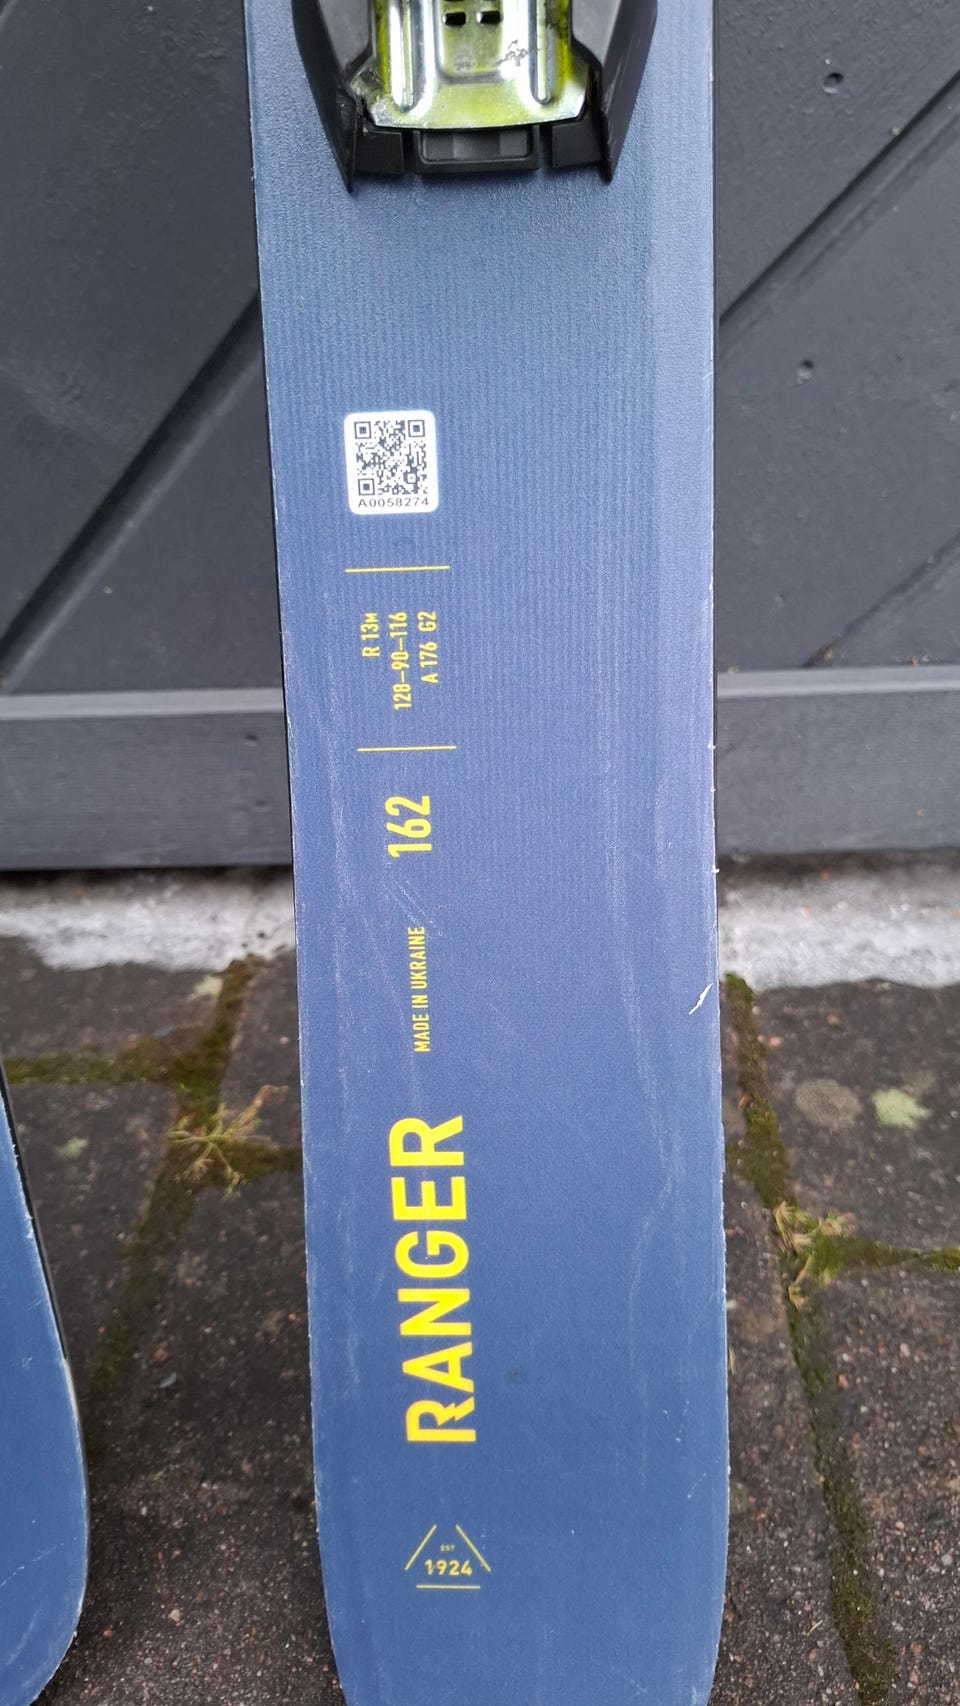 A0058274
R 13M
128–90–116
A 176 G2
162
MADE IN UKRAINE
RANGER
EST
1924